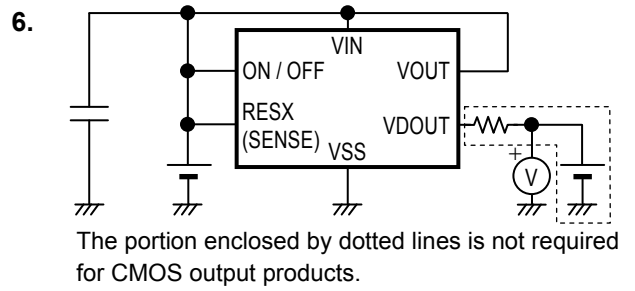 6.
VIN
ON / OFF VOUT
RESX
(SENSE) VDOUT
VSS
+
V
The portion enclosed by dotted lines is not required
for CMOS output products.